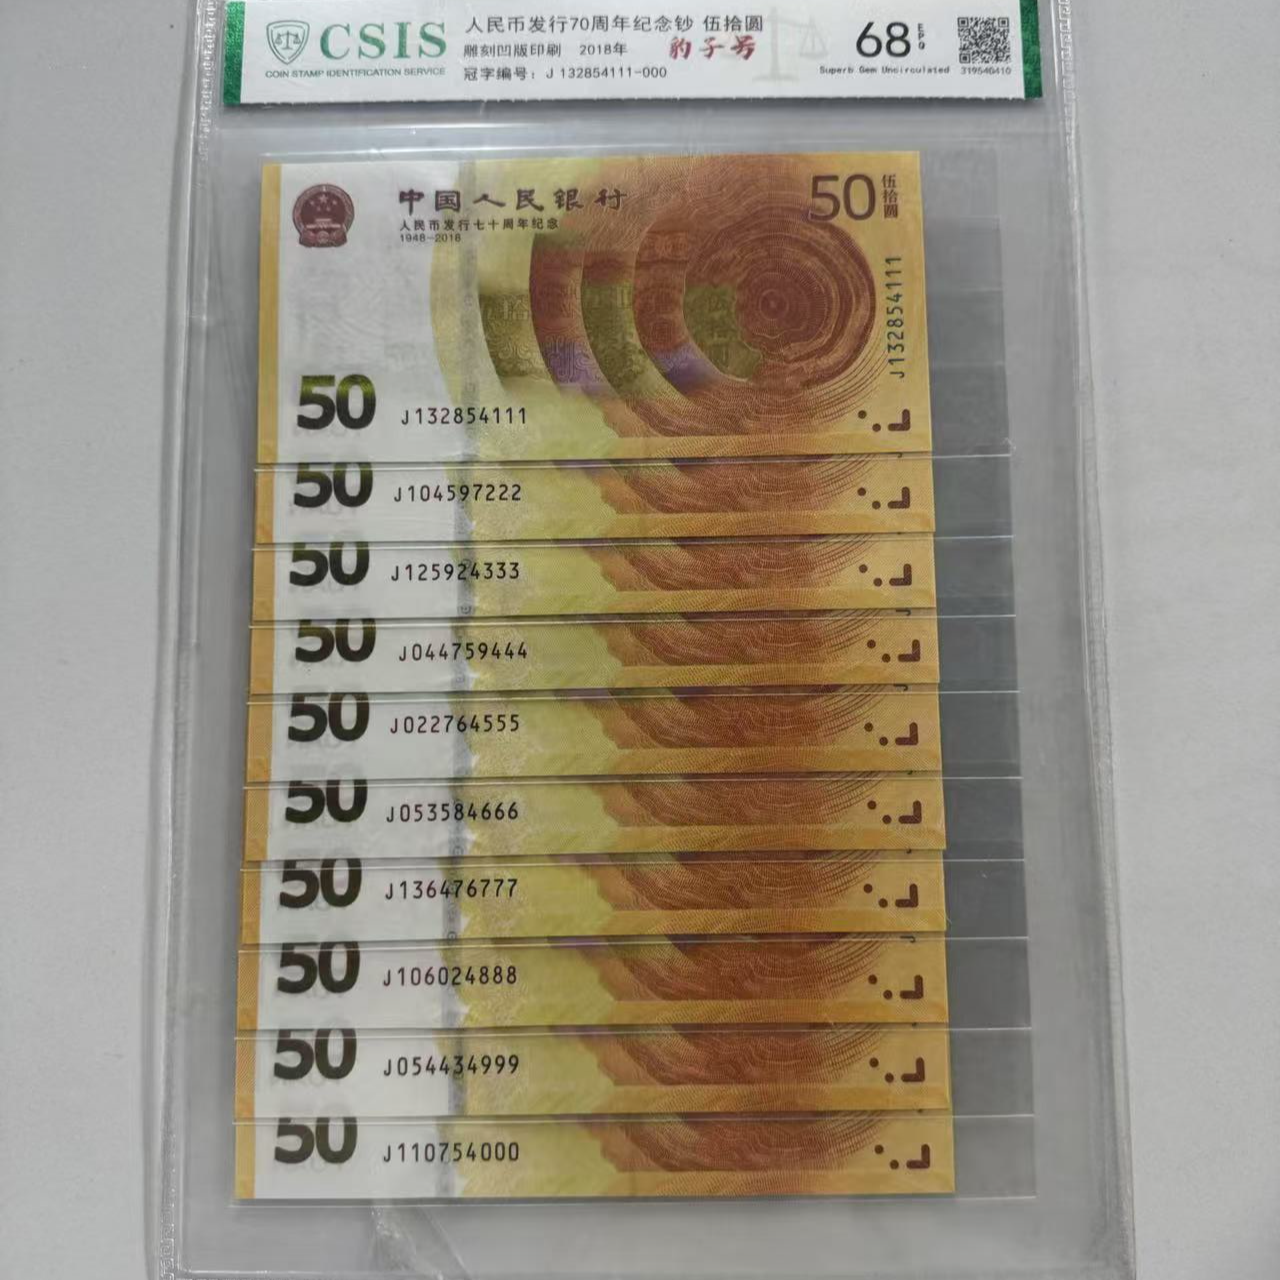 CSIS
COIN STAMP IDENTIFICATION SERVICE
人民币发行70周年纪念钞 伍拾圆
雕刻凹版印刷 2018年 豹子号
冠字编号：J 132854111-000
68 EPQ
Superb Gem Uncirculated
319540410
中国人民银行
人民币发行七十周年纪念
1948-2018
50 伍拾圆
J132854111
50 J132854111
50 J104597222
50 J125924333
50 J044759444
50 J022764555
50 J053584666
50 J136476777
50 J106024888
50 J054434999
50 J110754000